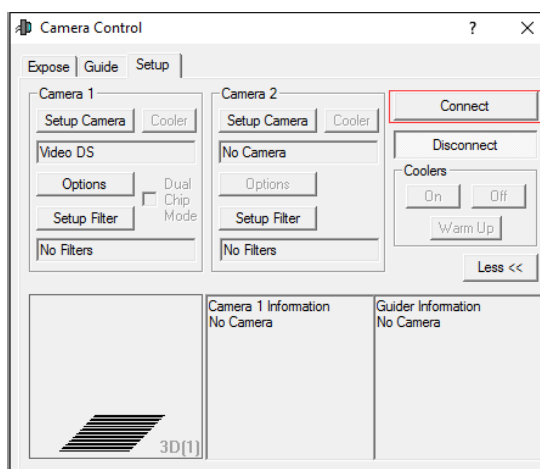 Camera Control
?
Expose
Guide
Setup
Camera 1
Setup Camera
Cooler
Video DS
Options
Dual
Chip
Mode
Setup Filter
No Filters
Camera 2
Setup Camera
Cooler
No Camera
Options
Setup Filter
No Filters
Connect
Disconnect
Coolers
On
Off
Warm Up
Less <<
3D(1)
Camera 1 Information
No Camera
Guider Information
No Camera